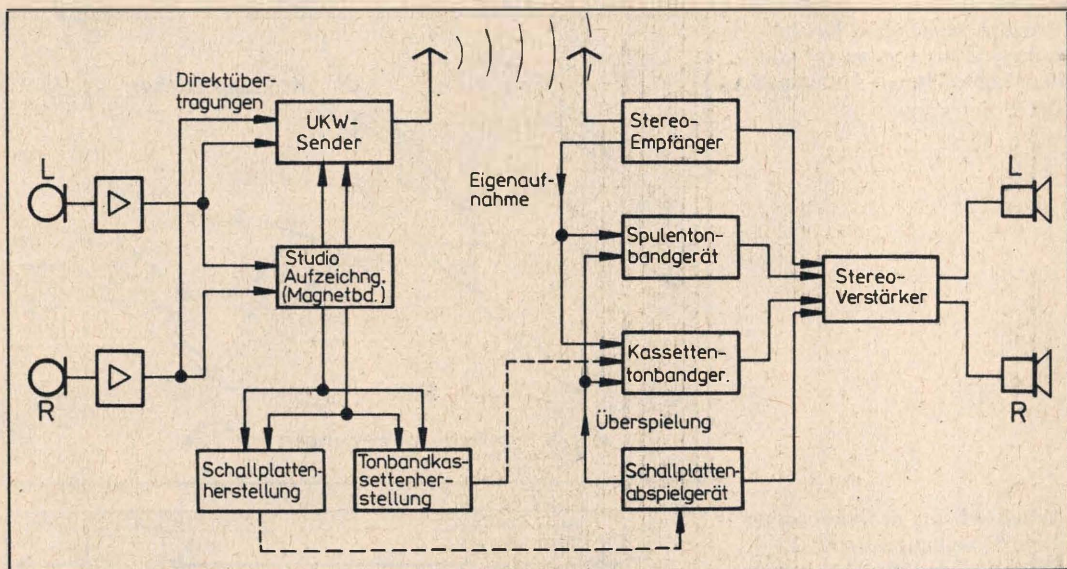 Direktüber-
tragungen
UKW-
Sender
L
Studio
Aufzeichng.
(Magnetbd.)
R
Schallplatten-
herstellung
Tonbandkas-
settenher-
stellung
Stereo-
Empfänger
Eigenauf-
nahme
Spulenton-
bandgerät
Kassetten-
tonbandger.
Überspielung
Schallplatten-
abspielgerät
Stereo-
Verstärker
L
R